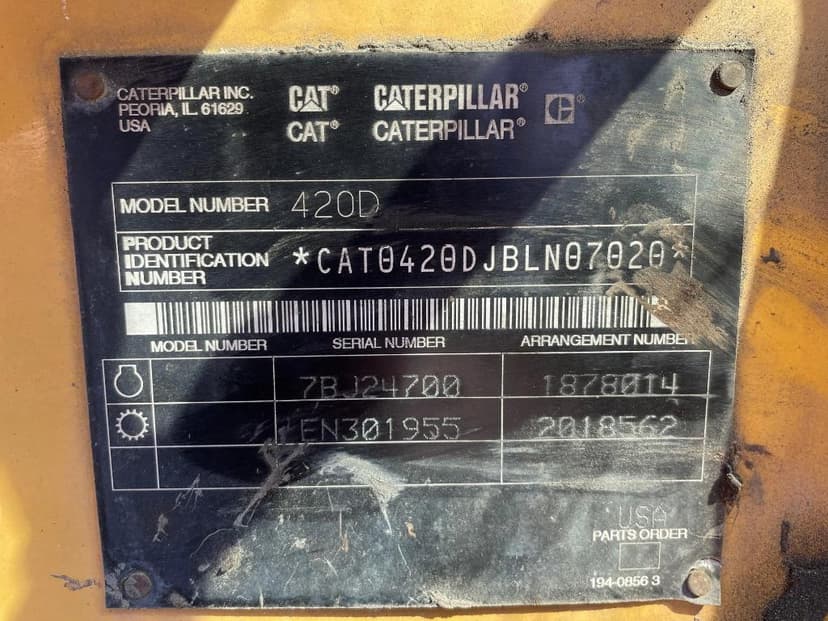 CATERPILLAR INC.
PEORIA, IL 61629
USA
CAT® CATERPILLAR® ®
CAT® CATERPILLAR®
MODEL NUMBER 420D
PRODUCT
IDENTIFICATION
NUMBER
*CAT0420DJBLN07020*
MODEL NUMBER SERIAL NUMBER ARRANGEMENT NUMBER
7BJ24700 1878014
LEN301955 2018562
USA
PARTS ORDER
194-0856 3